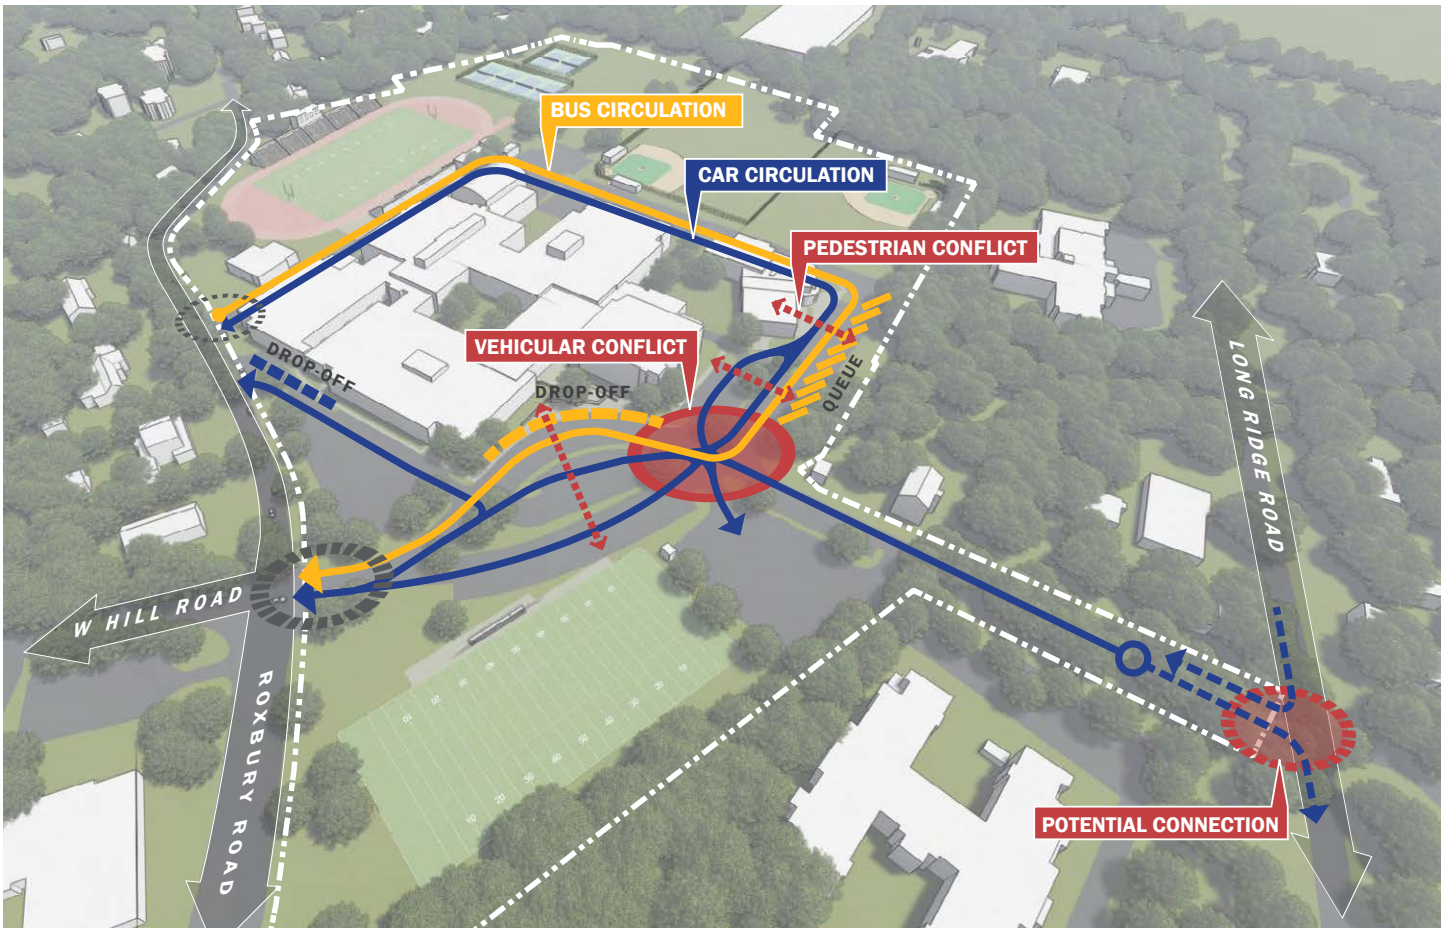 BUS CIRCULATION
CAR CIRCULATION
PEDESTRIAN CONFLICT
VEHICULAR CONFLICT
DROP-OFF
DROP-OFF
QUEUE
LONG RIDGE ROAD
W HILL ROAD
ROXBURY ROAD
POTENTIAL CONNECTION